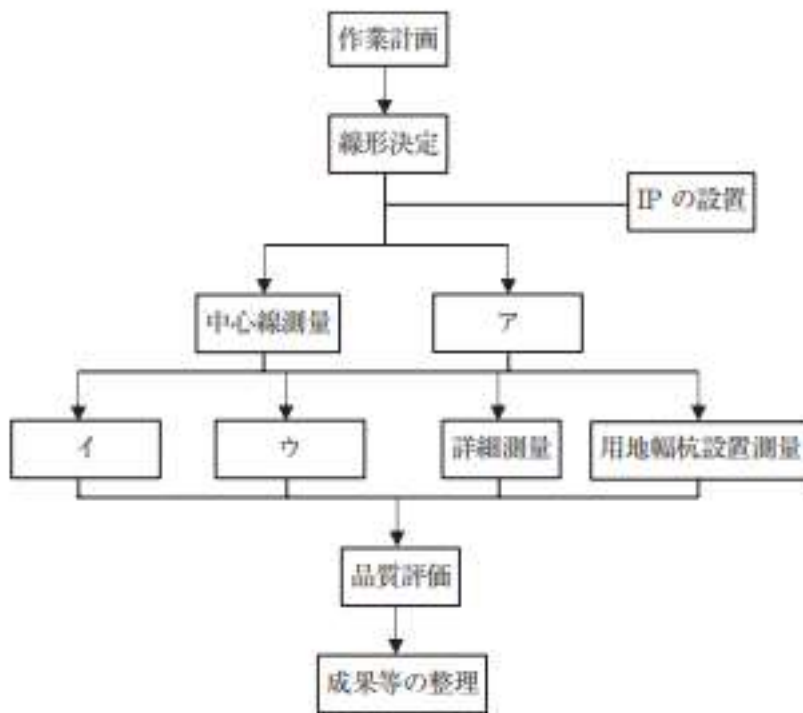 作業計画
線形決定
IP の設置
中心線測量
ア
イ
ウ
詳細測量
用地幅杭設置測量
品質評価
成果等の整理